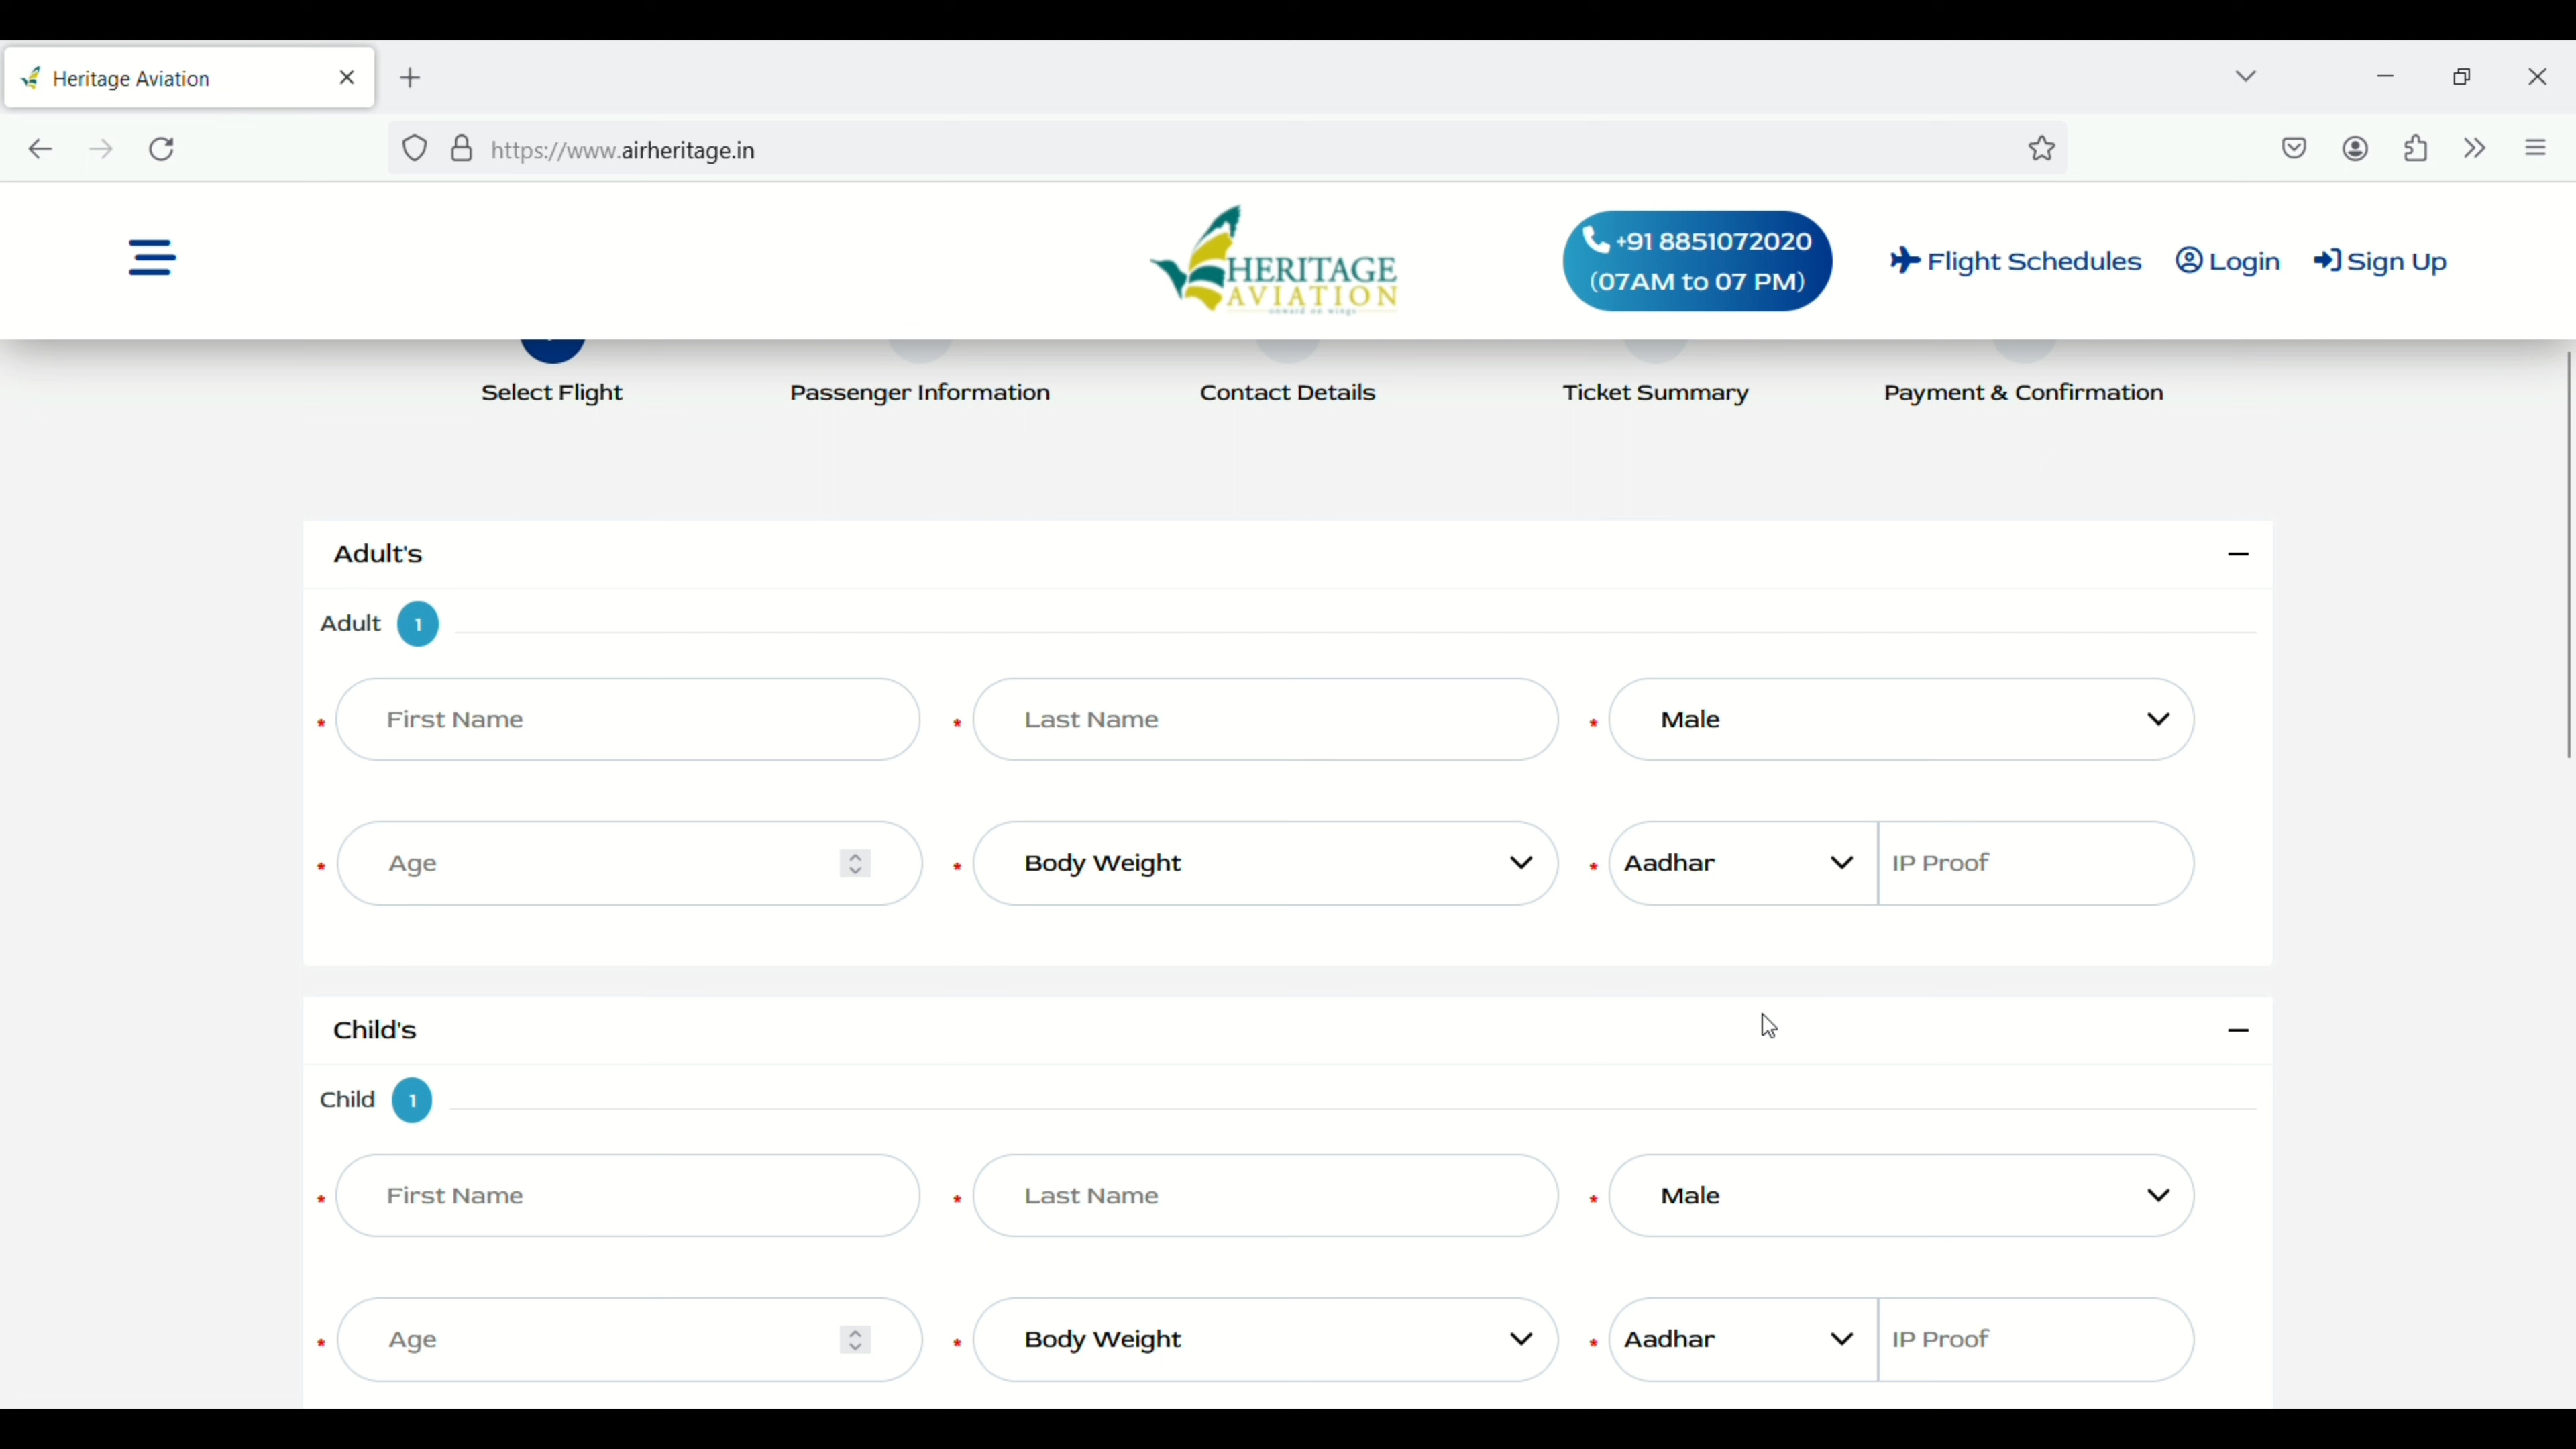 Heritage Aviation
https://www.airheritage.in
HERITAGE
AVIATION
onward on wings
+91 8851072020
(07AM to 07 PM)
Flight Schedules
Login
Sign Up
Select Flight
Passenger Information
Contact Details
Ticket Summary
Payment & Confirmation
Adult's
Adult 1
* First Name * Last Name * Male
* Age * Body Weight * Aadhar IP Proof
Child's
Child 1
* First Name * Last Name * Male
* Age * Body Weight * Aadhar IP Proof